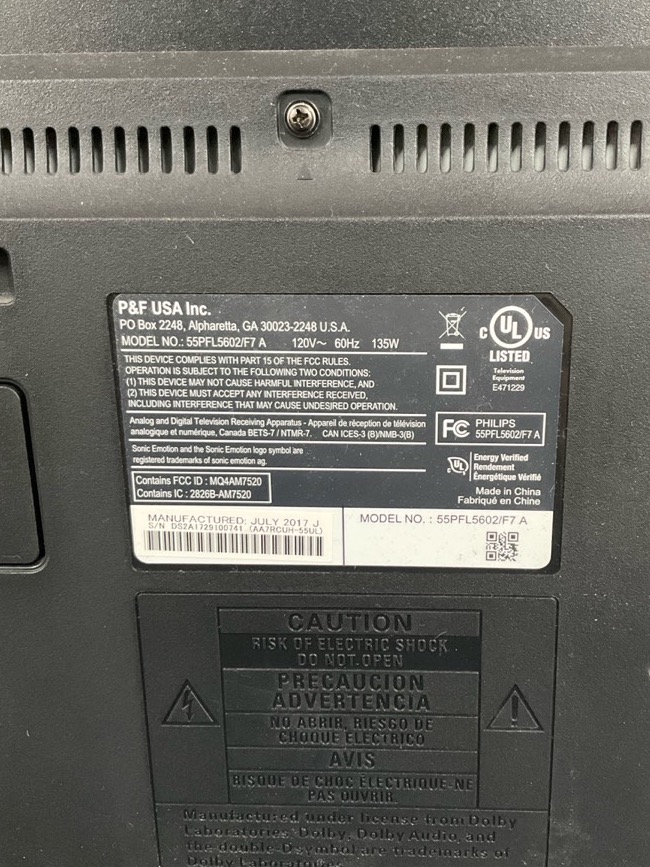 P&F USA Inc.
PO Box 2248, Alpharetta, GA 30023-2248 U.S.A.
MODEL NO.: 55PFL5602/F7 A 120V~ 60Hz 135W
THIS DEVICE COMPLIES WITH PART 15 OF THE FCC RULES.
OPERATION IS SUBJECT TO THE FOLLOWING TWO CONDITIONS:
(1) THIS DEVICE MAY NOT CAUSE HARMFUL INTERFERENCE, AND
(2) THIS DEVICE MUST ACCEPT ANY INTERFERENCE RECEIVED,
INCLUDING INTERFERENCE THAT MAY CAUSE UNDESIRED OPERATION.
Analog and Digital Television Receiving Apparatus - Appareil de réception de télévision
analogique et numérique, Canada BETS-7 / NTMR-7. CAN ICES-3 (B)/NMB-3(B)
Sonic Emotion and the Sonic Emotion logo symbol are
registered trademarks of sonic emotion ag.
Contains FCC ID : MQ4AM7520
Contains IC : 2826B-AM7520
C UL US
LISTED
Television
Equipment
E471229
FC PHILIPS
55PFL5602/F7 A
UL Energy Verified
Rendement
Énergétique Vérifié
Made in China
Fabriqué en Chine
MANUFACTURED: JULY 2017 J
S/N DS2A1729100741 (AA7RCUH-55UL)
MODEL NO. : 55PFL5602/F7 A
CAUTION
RISK OF ELECTRIC SHOCK
DO NOT OPEN
PRECAUCION
ADVERTENCIA
NO ABRIR, RIESGO DE
CHOQUE ELECTRICO
AVIS
RISQUE DE CHOC ÉLECTRIQUE-NE
PAS OUVRIR.
Manufactured under license from Dolby
Laboratories. Dolby, Dolby Audio, and
the double-D symbol are trademarks of
Dolby Laboratories